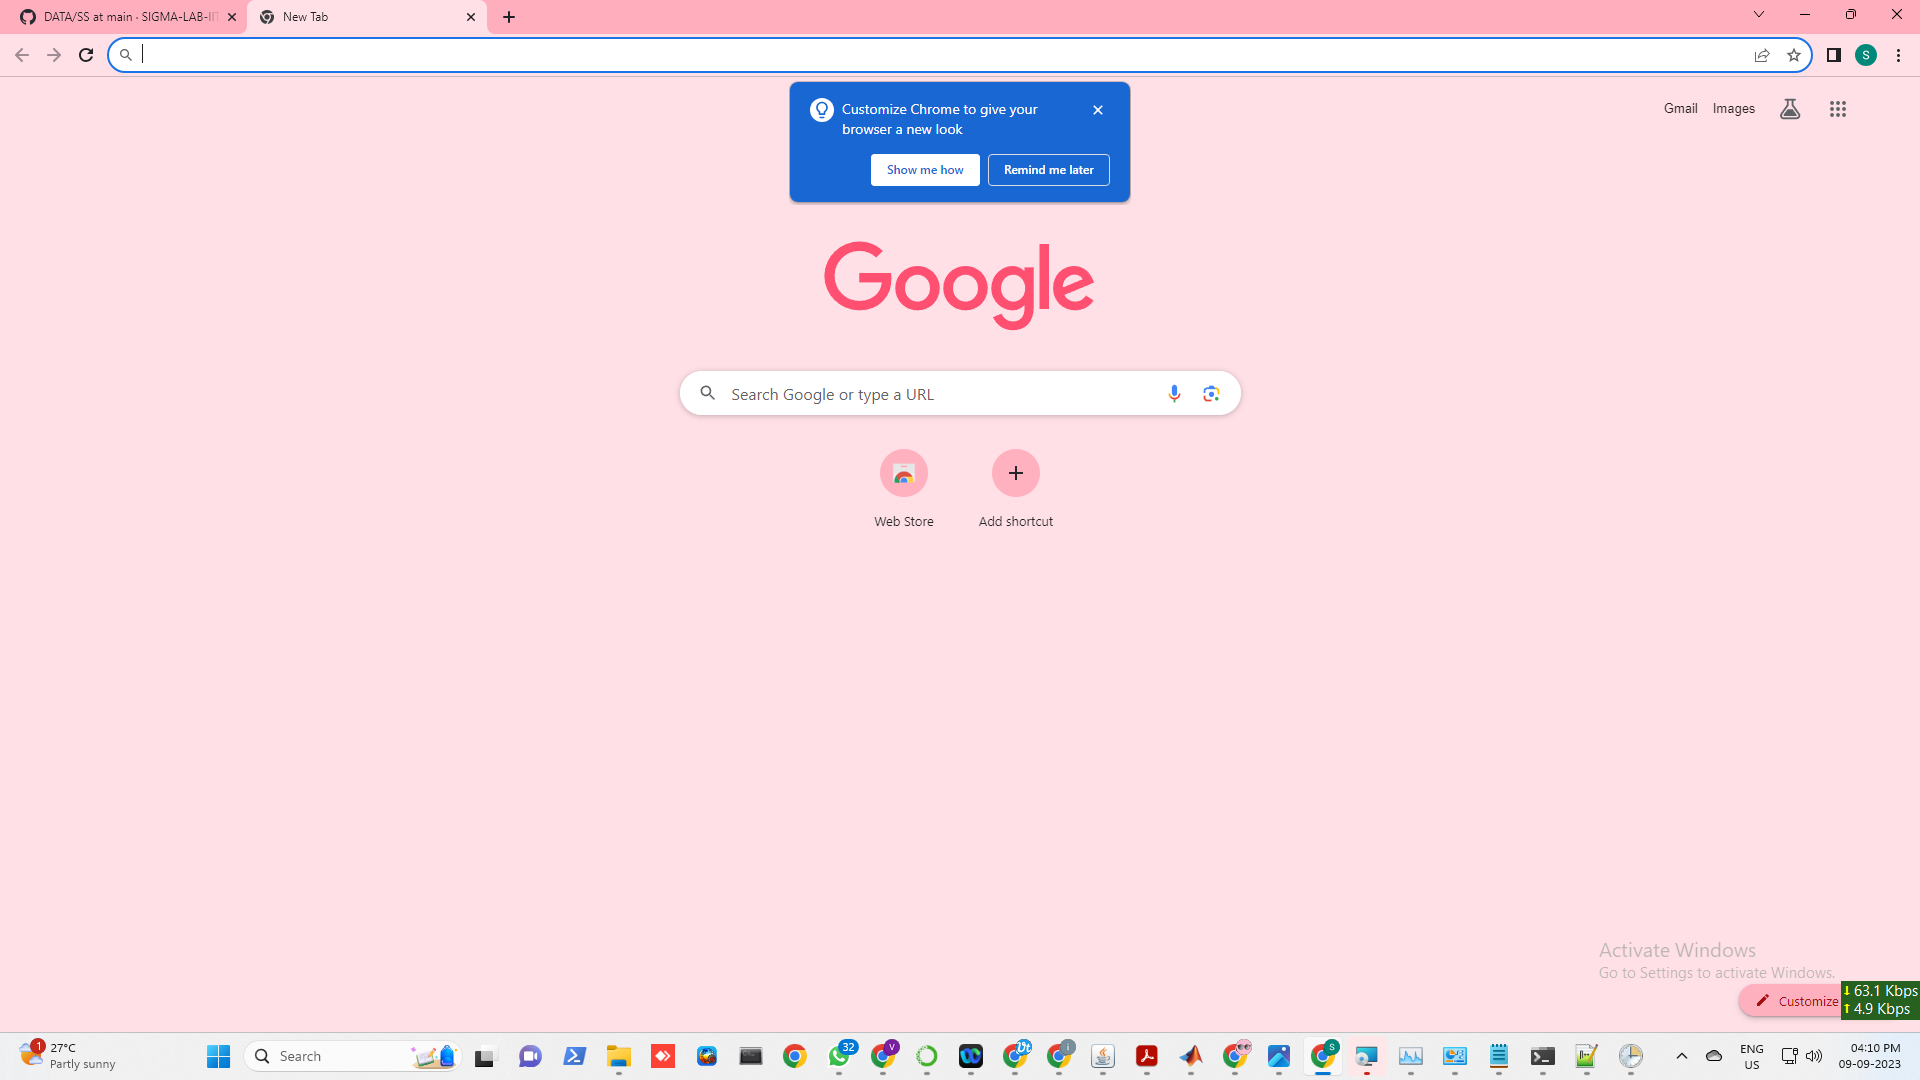 DATA/SS at main · SIGMA-LAB-IIT
New Tab
Customize Chrome to give your
browser a new look
Show me how
Remind me later
Gmail
Images
S
Google
Search Google or type a URL
Web Store
Add shortcut
Activate Windows
Go to Settings to activate Windows.
Customize
63.1 Kbps
4.9 Kbps
1
27°C
Partly sunny
Search
32
V
i
S
ENG
US
04:10 PM
09-09-2023